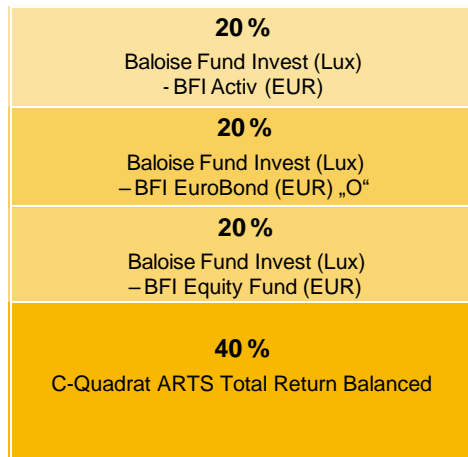 20 %
Baloise Fund Invest (Lux)
- BFI Activ (EUR)
20 %
Baloise Fund Invest (Lux)
– BFI EuroBond (EUR) „O“
20 %
Baloise Fund Invest (Lux)
– BFI Equity Fund (EUR)
40 %
C-Quadrat ARTS Total Return Balanced